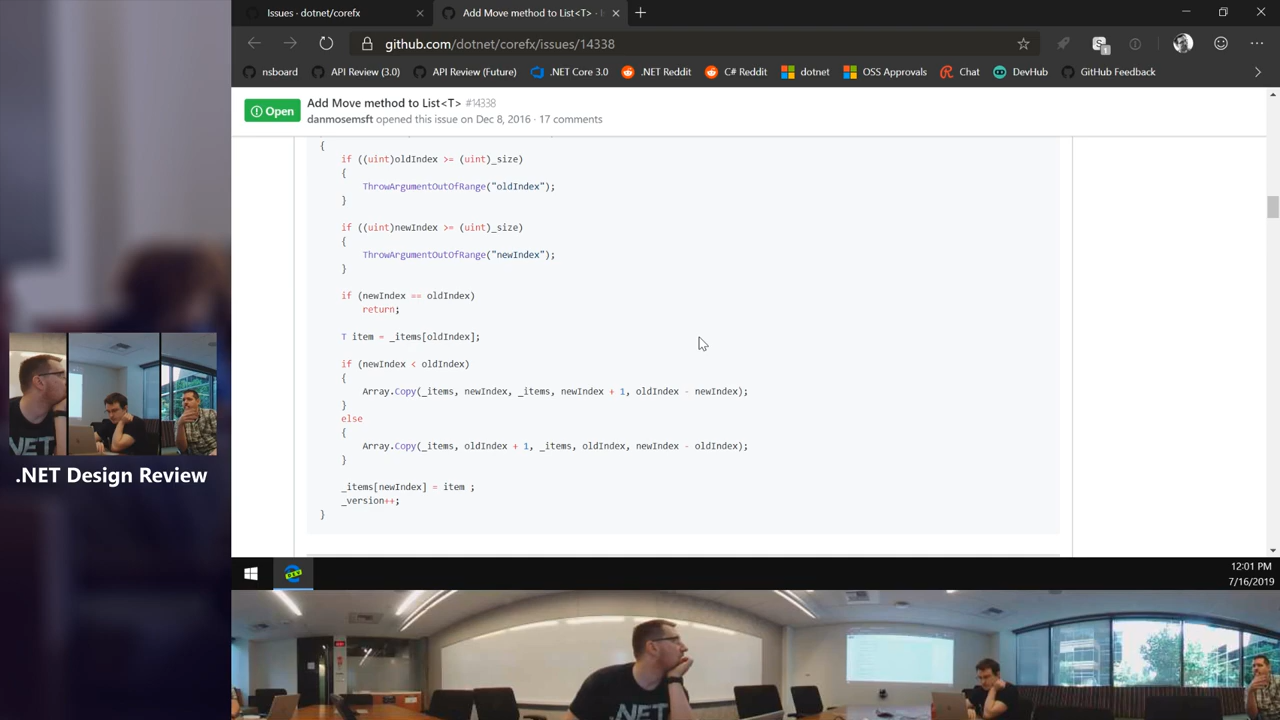 Issues · dotnet/corefx
Add Move method to List<T> · I
github.com/dotnet/corefx/issues/14338
nsboard
API Review (3.0)
API Review (Future)
.NET Core 3.0
.NET Reddit
C# Reddit
dotnet
OSS Approvals
Chat
DevHub
GitHub Feedback
Open
Add Move method to List<T> #14338
danmosemsft opened this issue on Dec 8, 2016 · 17 comments
{
if ((uint)oldIndex >= (uint)_size)
{
ThrowArgumentOutOfRange("oldIndex");
}
if ((uint)newIndex >= (uint)_size)
{
ThrowArgumentOutOfRange("newIndex");
}
if (newIndex == oldIndex)
return;
T item = _items[oldIndex];
if (newIndex < oldIndex)
{
Array.Copy(_items, newIndex, _items, newIndex + 1, oldIndex - newIndex);
}
else
{
Array.Copy(_items, oldIndex + 1, _items, oldIndex, newIndex - oldIndex);
}
_items[newIndex] = item ;
_version++;
}
.NET Design Review
12:01 PM
7/16/2019
.NET